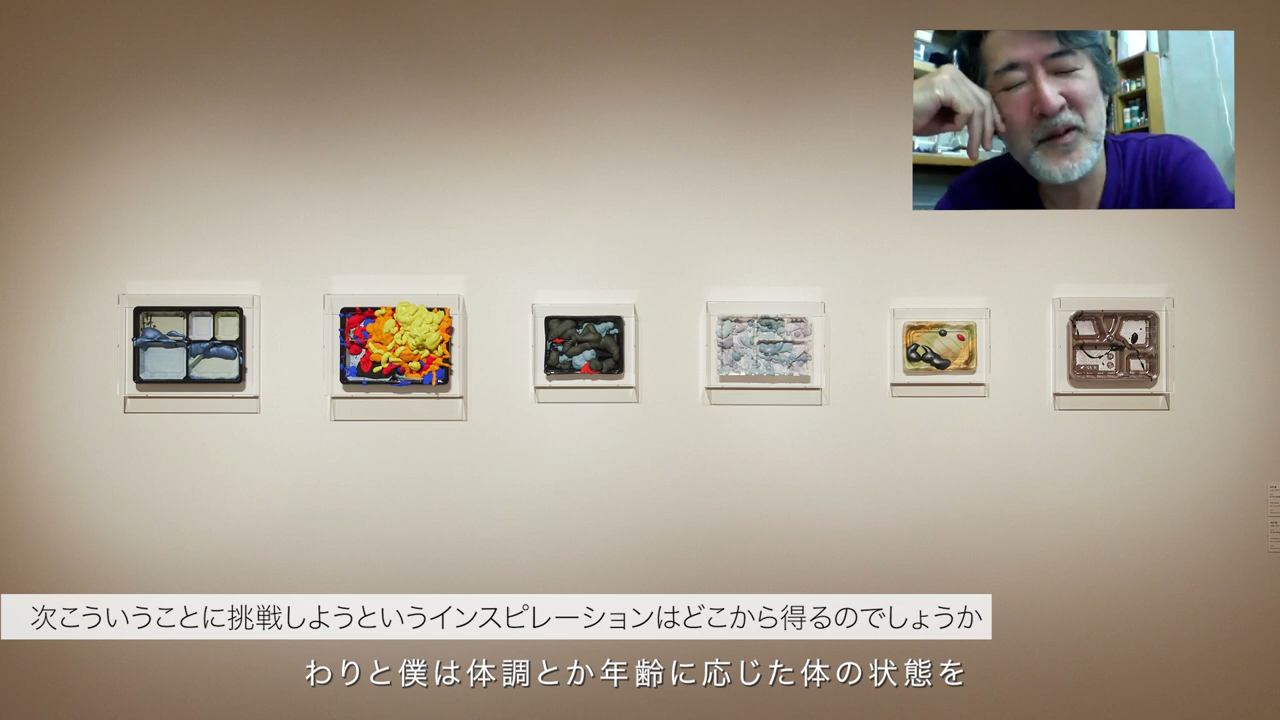 次こういうことに挑戦しようというインスピレーションはどこから得るのでしょうか
わりと僕は体調とか年齢に応じた体の状態を